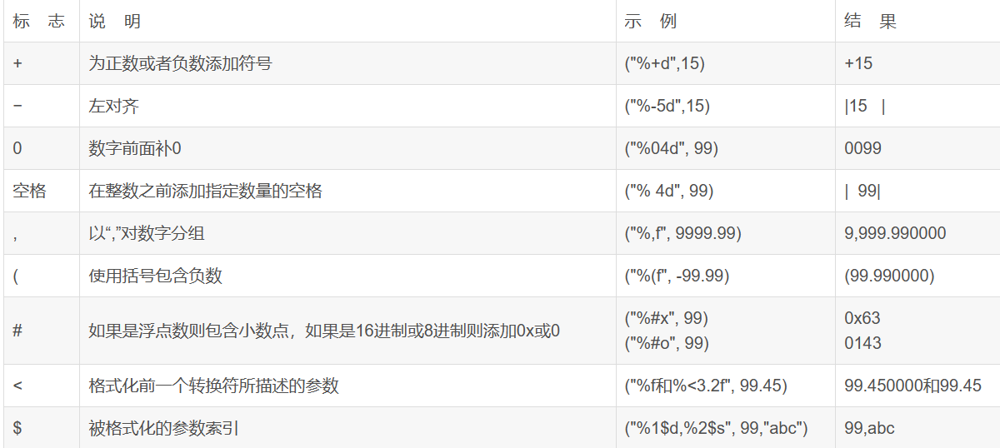 标 志 说 明 示 例 结 果
+ 为正数或者负数添加符号 ("%+d",15) +15
− 左对齐 ("%-5d",15) |15   |
0 数字前面补0 ("%04d", 99) 0099
空格 在整数之前添加指定数量的空格 ("% 4d", 99) |  99|
, 以“,”对数字分组 ("%,f", 9999.99) 9,999.990000
( 使用括号包含负数 ("%(f", -99.99) (99.990000)
# 如果是浮点数则包含小数点，如果是16进制或8进制则添加0x或0 ("%#x", 99) 0x63
("%#o", 99) 0143
< 格式化前一个转换符所描述的参数 ("%f和%<3.2f", 99.45) 99.450000和99.45
$ 被格式化的参数索引 ("%1$d,%2$s", 99,"abc") 99,abc